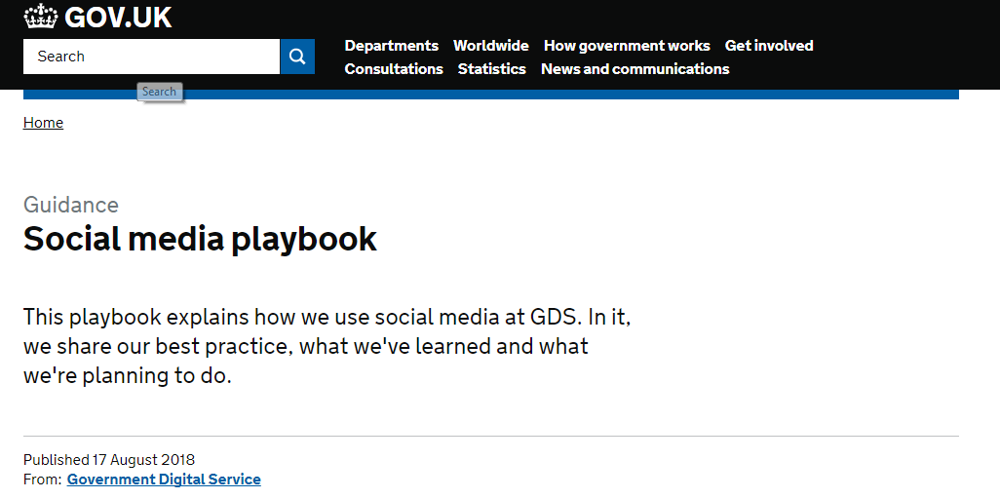 GOV.UK
Search
Departments Worldwide How government works Get involved
Consultations Statistics News and communications
Search
Home
Guidance
Social media playbook
This playbook explains how we use social media at GDS. In it,
we share our best practice, what we've learned and what
we're planning to do.
Published 17 August 2018
From: Government Digital Service